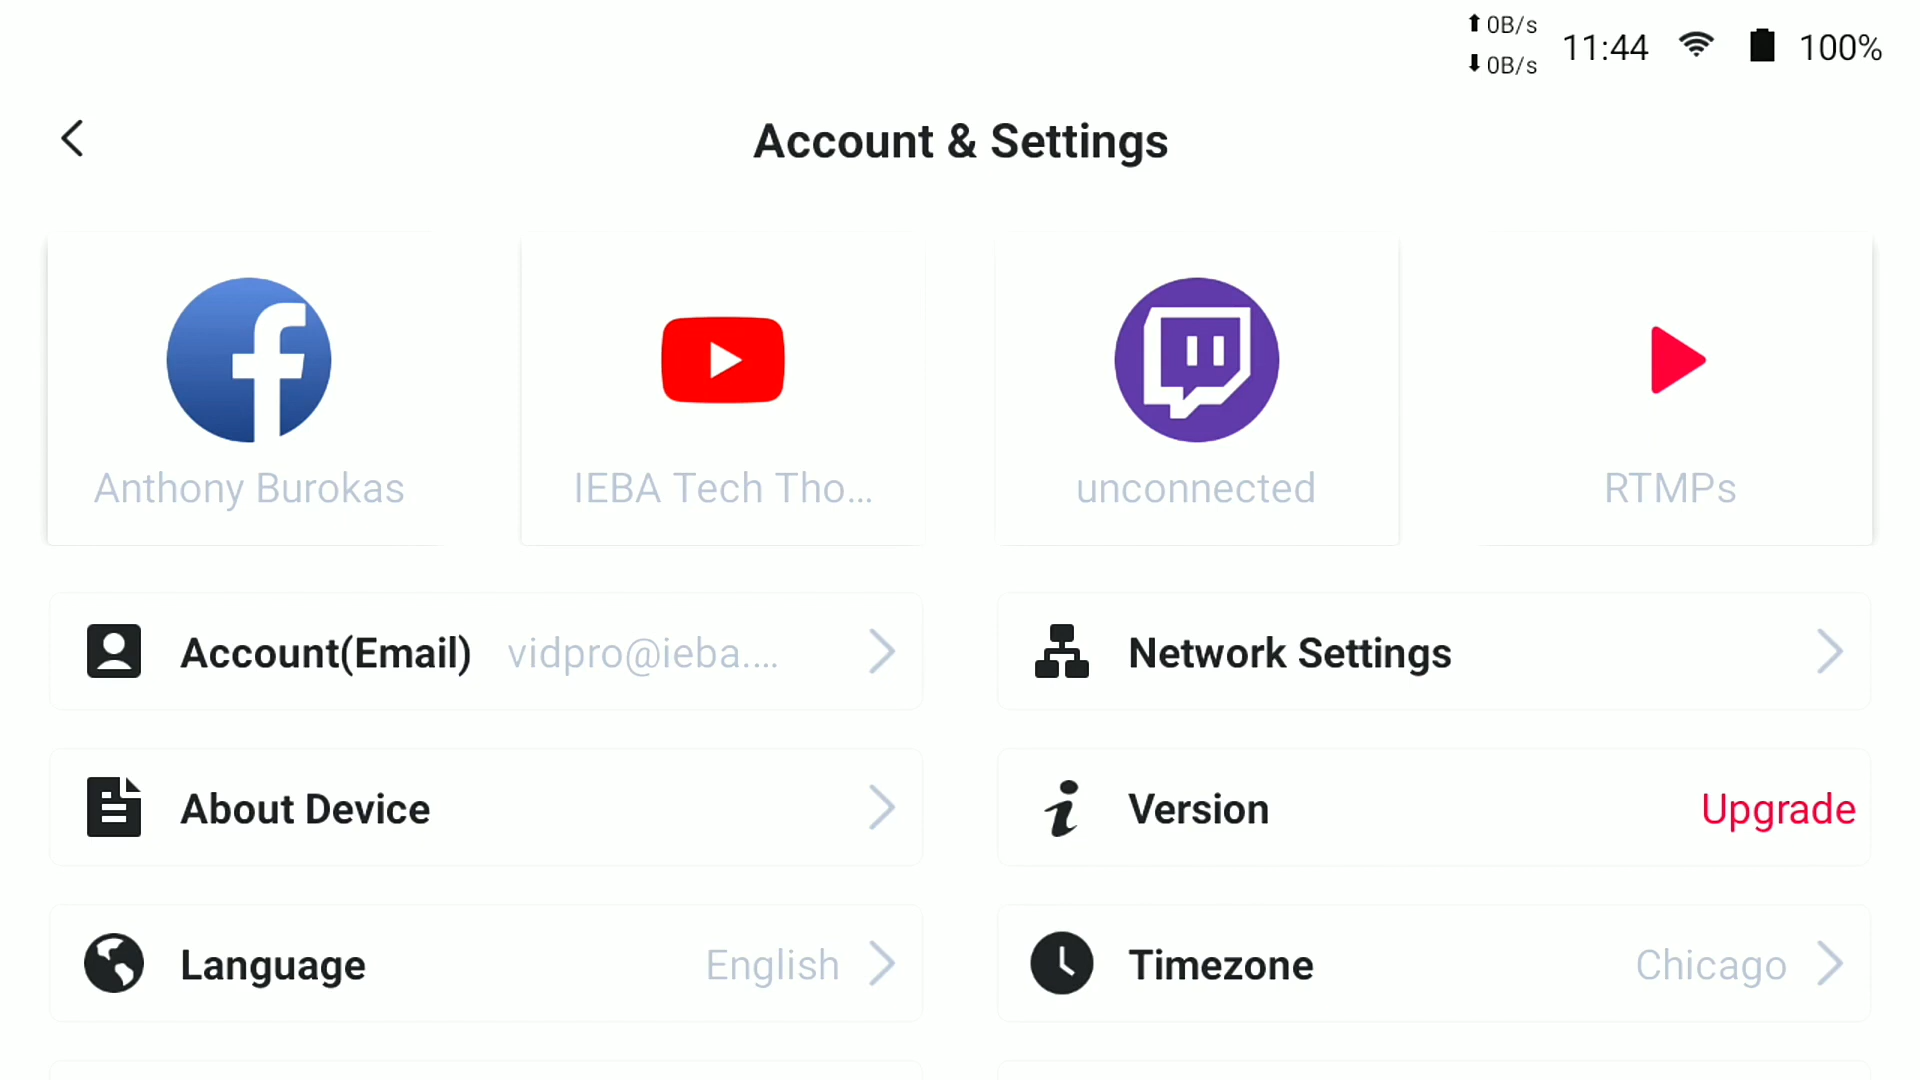 ⬆ 0B/s
⬇ 0B/s
11:44
100%
Account & Settings
Anthony Burokas
IEBA Tech Tho...
unconnected
RTMPs
Account(Email) vidpro@ieba....
Network Settings
About Device
Version Upgrade
Language English
Timezone Chicago